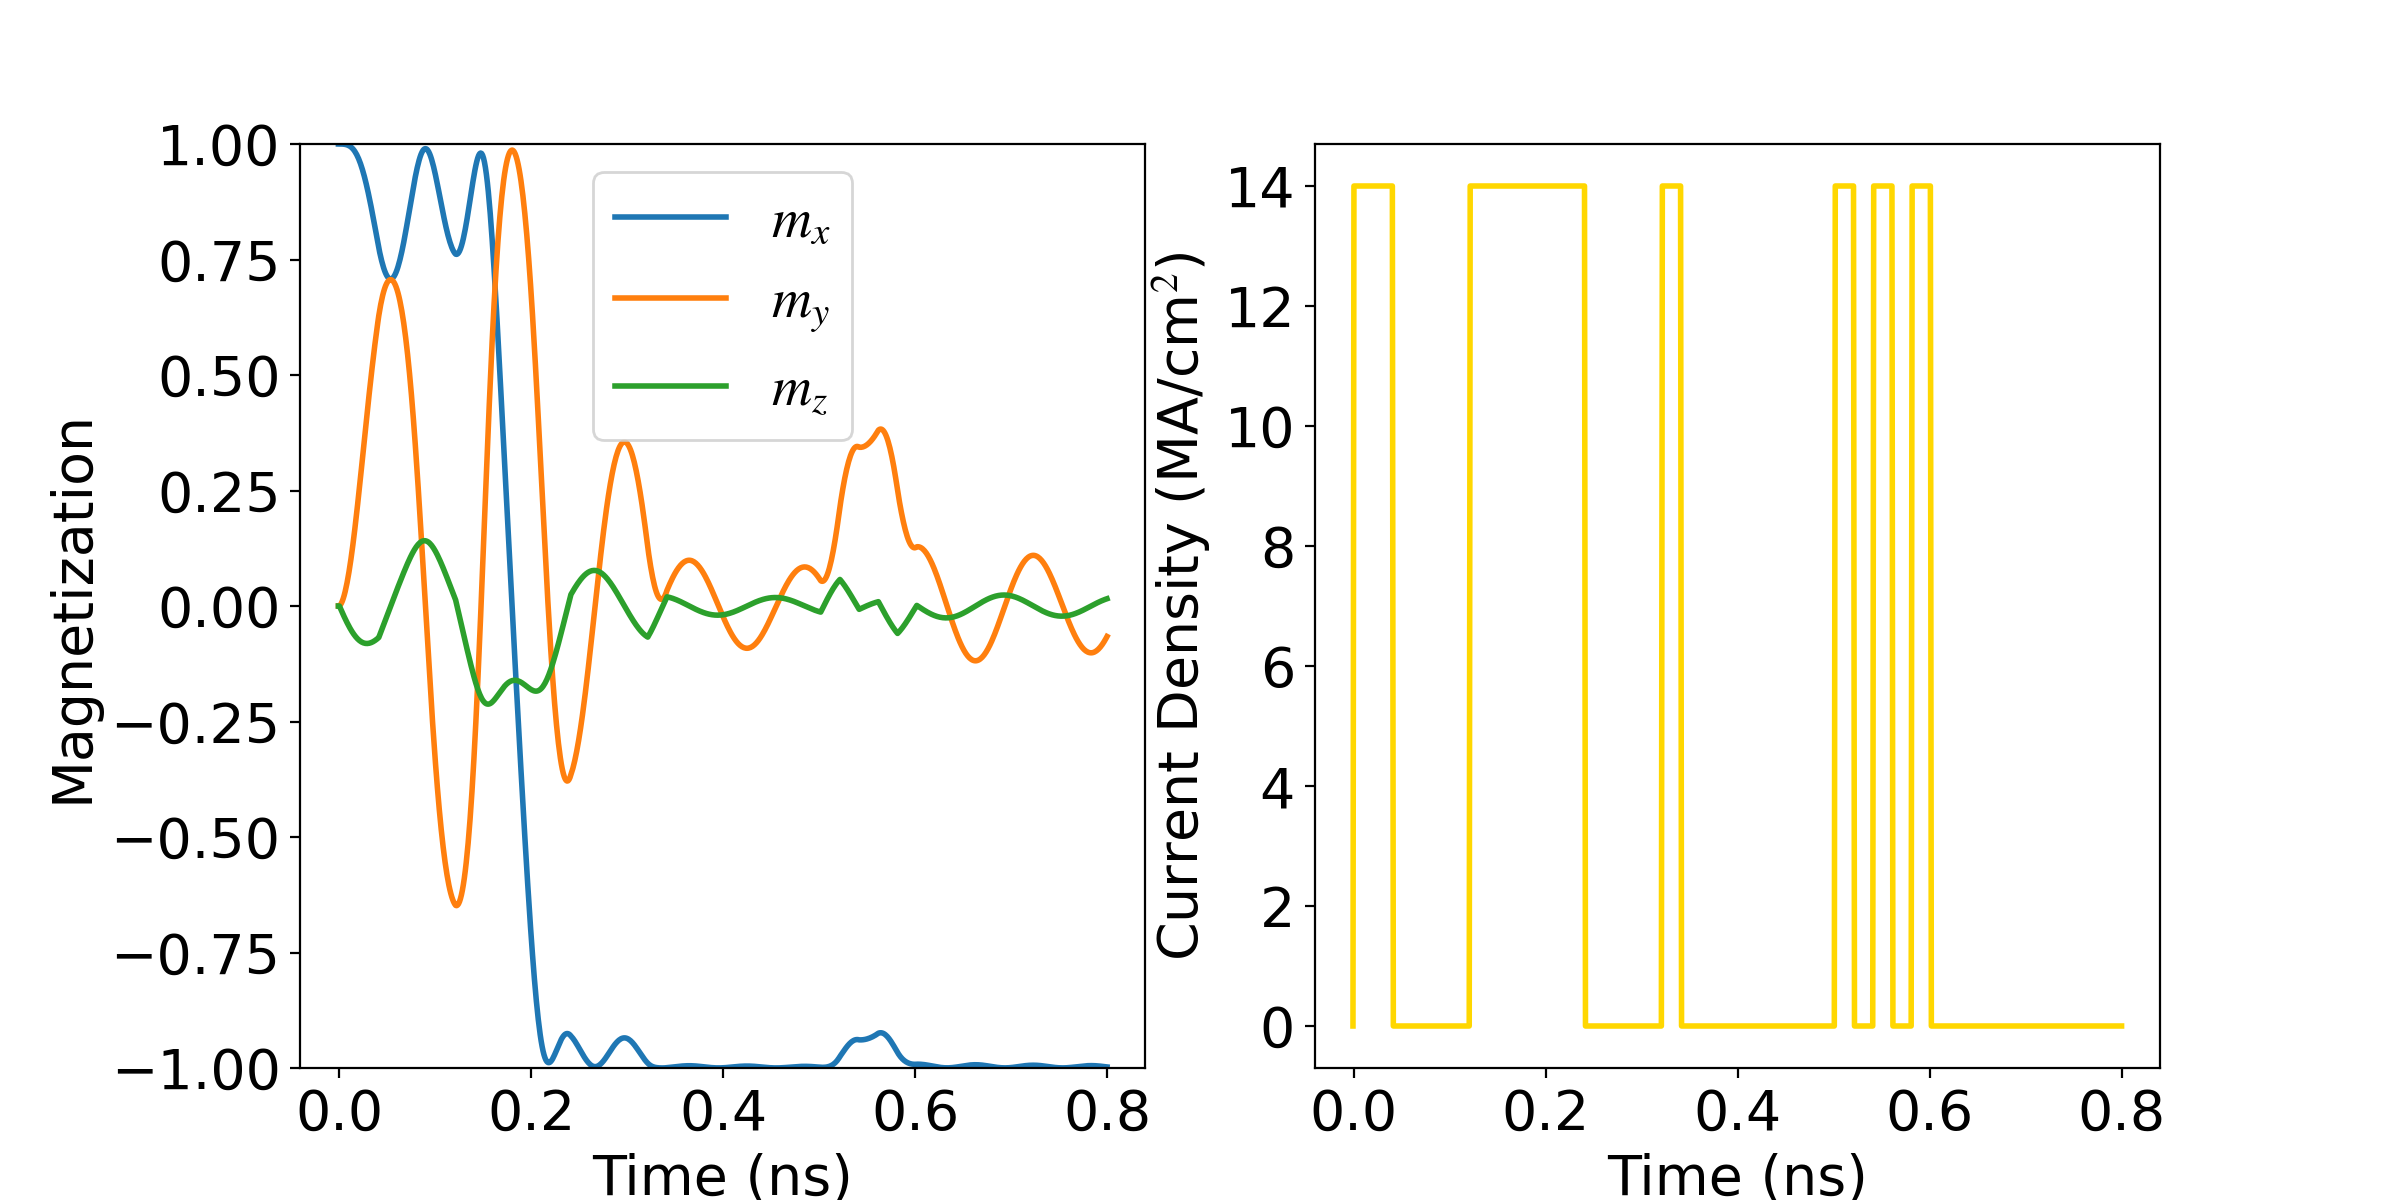 Magnetization
1.00
0.75
0.50
0.25
0.00
−0.25
−0.50
−0.75
−1.00
0.0 0.2 0.4 0.6 0.8
Time (ns)
m_x
m_y
m_z
Current Density (MA/cm²)
14
12
10
8
6
4
2
0
0.0 0.2 0.4 0.6 0.8
Time (ns)